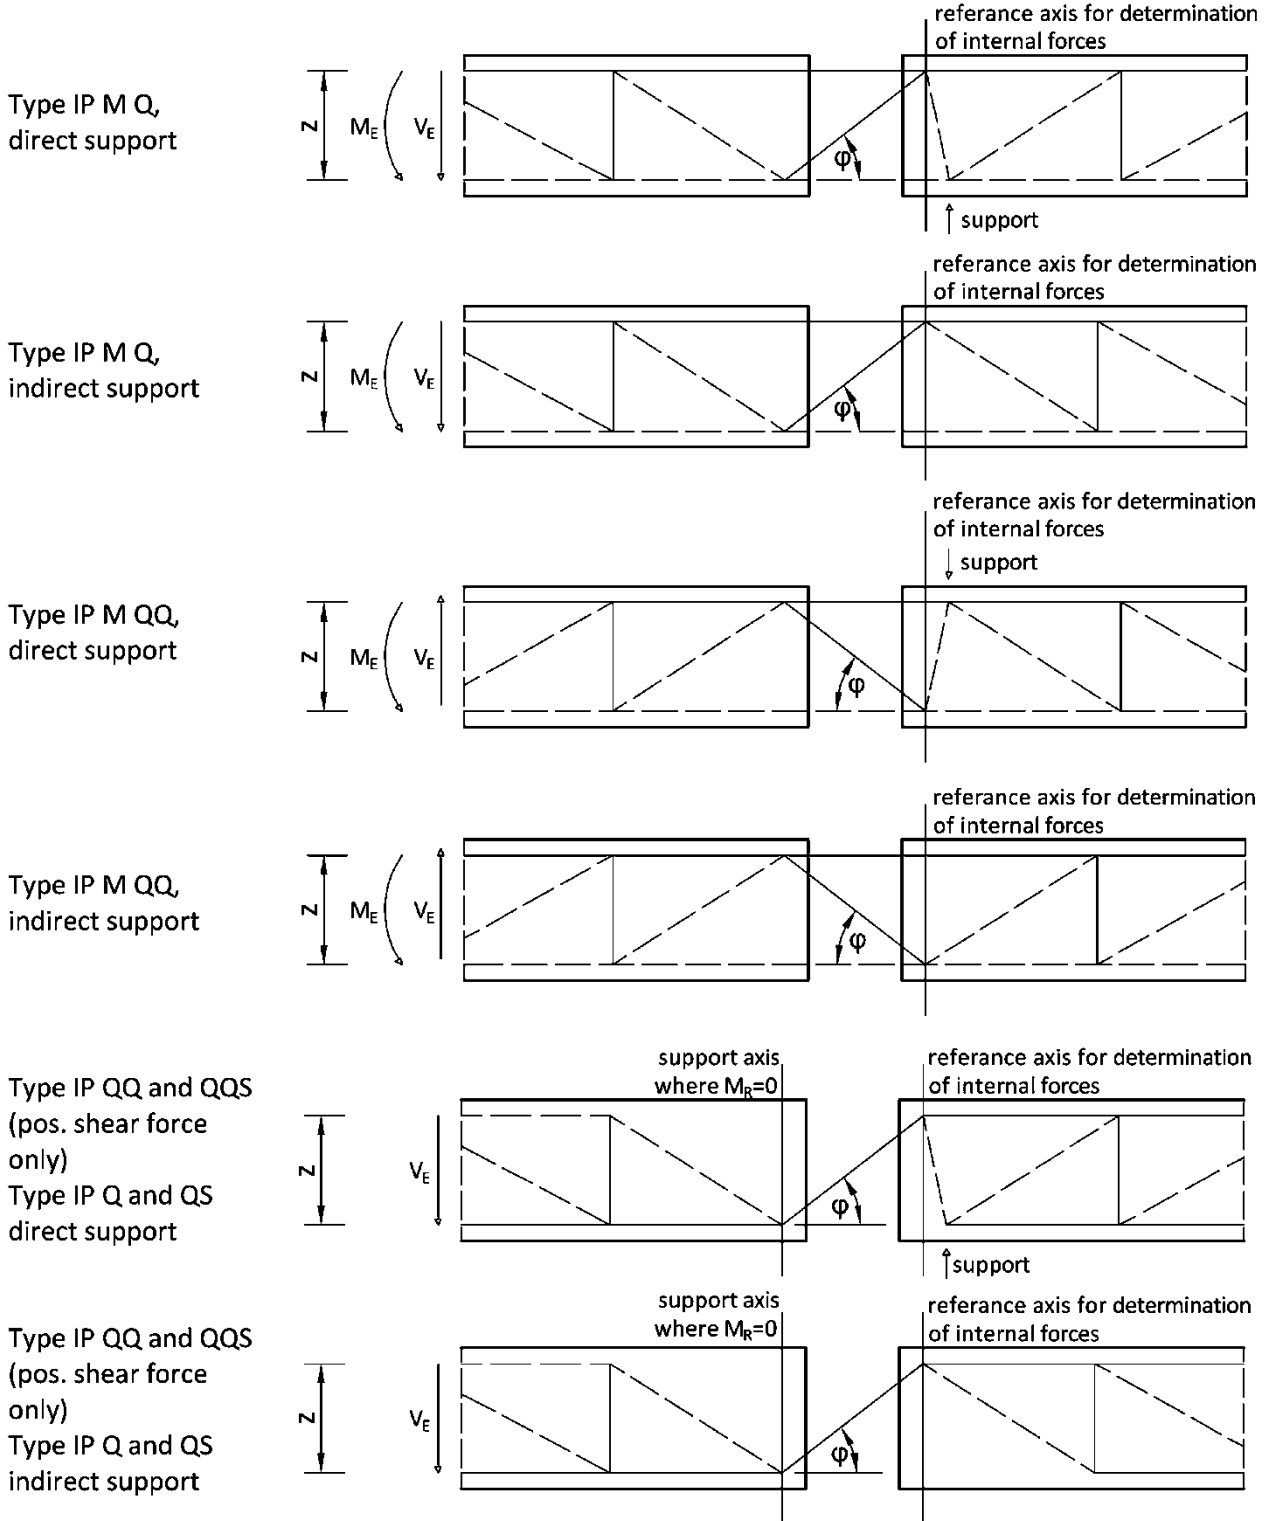 referance axis for determination
of internal forces
Type IP M Q,
direct support
z
M_E
V_E
φ
support
referance axis for determination
of internal forces
Type IP M Q,
indirect support
z
M_E
V_E
φ
referance axis for determination
of internal forces
support
Type IP M QQ,
direct support
z
M_E
V_E
φ
referance axis for determination
of internal forces
Type IP M QQ,
indirect support
z
M_E
V_E
φ
support axis
where M_R=0
referance axis for determination
of internal forces
Type IP QQ and QQS
(pos. shear force
only)
Type IP Q and QS
direct support
z
V_E
φ
support
support axis
where M_R=0
referance axis for determination
of internal forces
Type IP QQ and QQS
(pos. shear force
only)
Type IP Q and QS
indirect support
z
V_E
φ